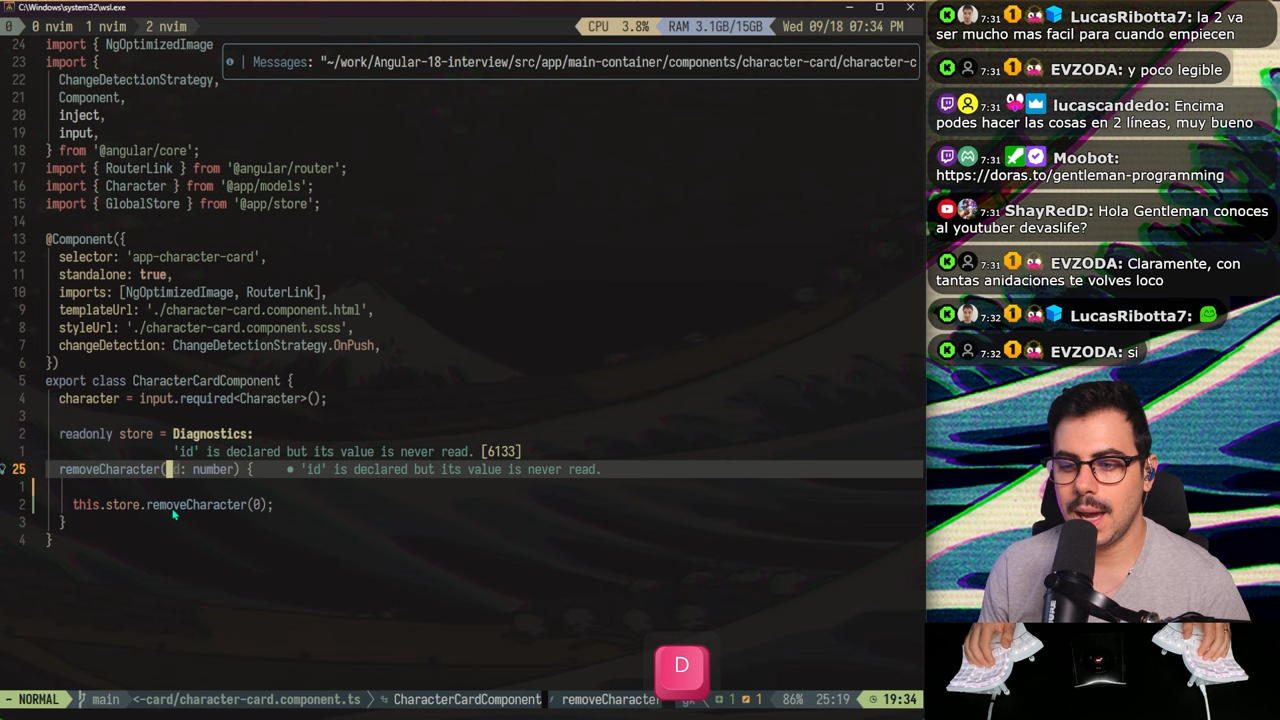 C:\Windows\system32\wsl.exe
0 0 nvim 1 nvim 2 nvim
CPU 3.8% RAM 3.1GB/15GB Wed 09/18 07:34 PM
24 import { NgOptimizedImage
23 import {
22 ChangeDetectionStrategy,
21 Component,
20 inject,
19 input,
18 } from '@angular/core';
17 import { RouterLink } from '@angular/router';
16 import { Character } from '@app/models';
15 import { GlobalStore } from '@app/store';
14
13 @Component({
12 selector: 'app-character-card',
11 standalone: true,
10 imports: [NgOptimizedImage, RouterLink],
9 templateUrl: './character-card.component.html',
8 styleUrl: './character-card.component.scss',
7 changeDetection: ChangeDetectionStrategy.OnPush,
6 })
5 export class CharacterCardComponent {
4 character = input.required<Character>();
3
2 readonly store = Diagnostics:
1 'id' is declared but its value is never read. [6133]
25 removeCharacter(id: number) { ● 'id' is declared but its value is never read.
1
2 this.store.removeCharacter(0);
3 }
4 }
| Messages: "~/work/Angular-18-interview/src/app/main-container/components/character-card/character-c
D
- NORMAL main <-card/character-card.component.ts CharacterCardComponent removeCharacte 1 1 86% 25:19 19:34
7:31 LucasRibotta7: la 2 va
ser mucho mas facil para cuando empiecen
7:31 EVZODA: y poco legible
7:31 lucascandedo: Encima
podes hacer las cosas en 2 líneas, muy bueno
7:31 Moobot:
https://doras.to/gentleman-programming
7:31 ShayRedD: Hola Gentleman conoces
al youtuber devaslife?
7:31 EVZODA: Claramente, con
tantas anidaciones te volves loco
7:32 LucasRibotta7:
7:32 EVZODA: si